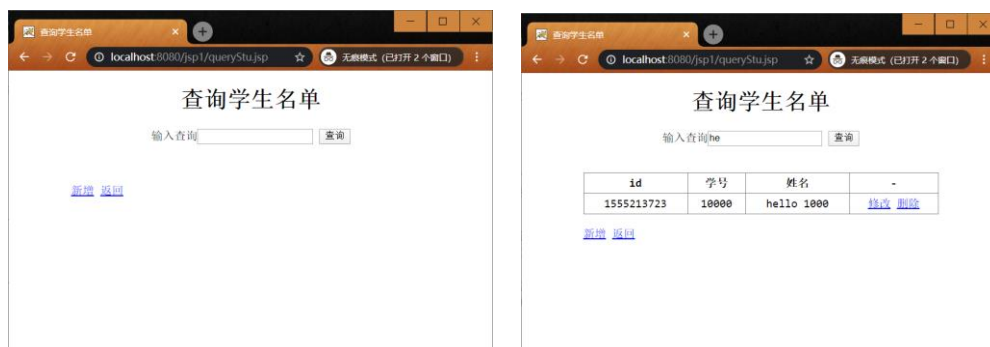 查询学生名单
localhost:8080/jsp1/queryStu.jsp
无痕模式 (已打开 2 个窗口)
查询学生名单
输入查询 查询
新增 返回
查询学生名单
localhost:8080/jsp1/queryStu.jsp
无痕模式 (已打开 2 个窗口)
查询学生名单
输入查询he 查询
id 学号 姓名 -
1555213723 10000 hello 1000 修改 删除
新增 返回